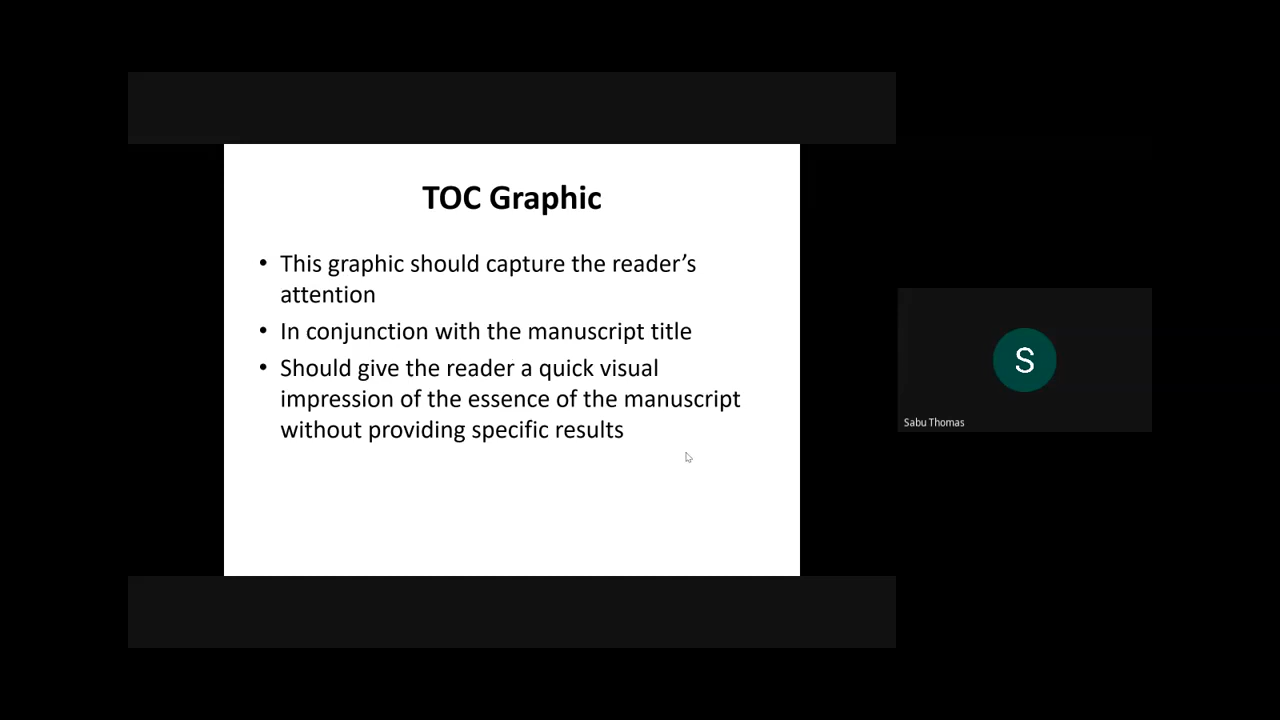 TOC Graphic
• This graphic should capture the reader’s
attention
• In conjunction with the manuscript title
• Should give the reader a quick visual
impression of the essence of the manuscript
without providing specific results
S
Sabu Thomas